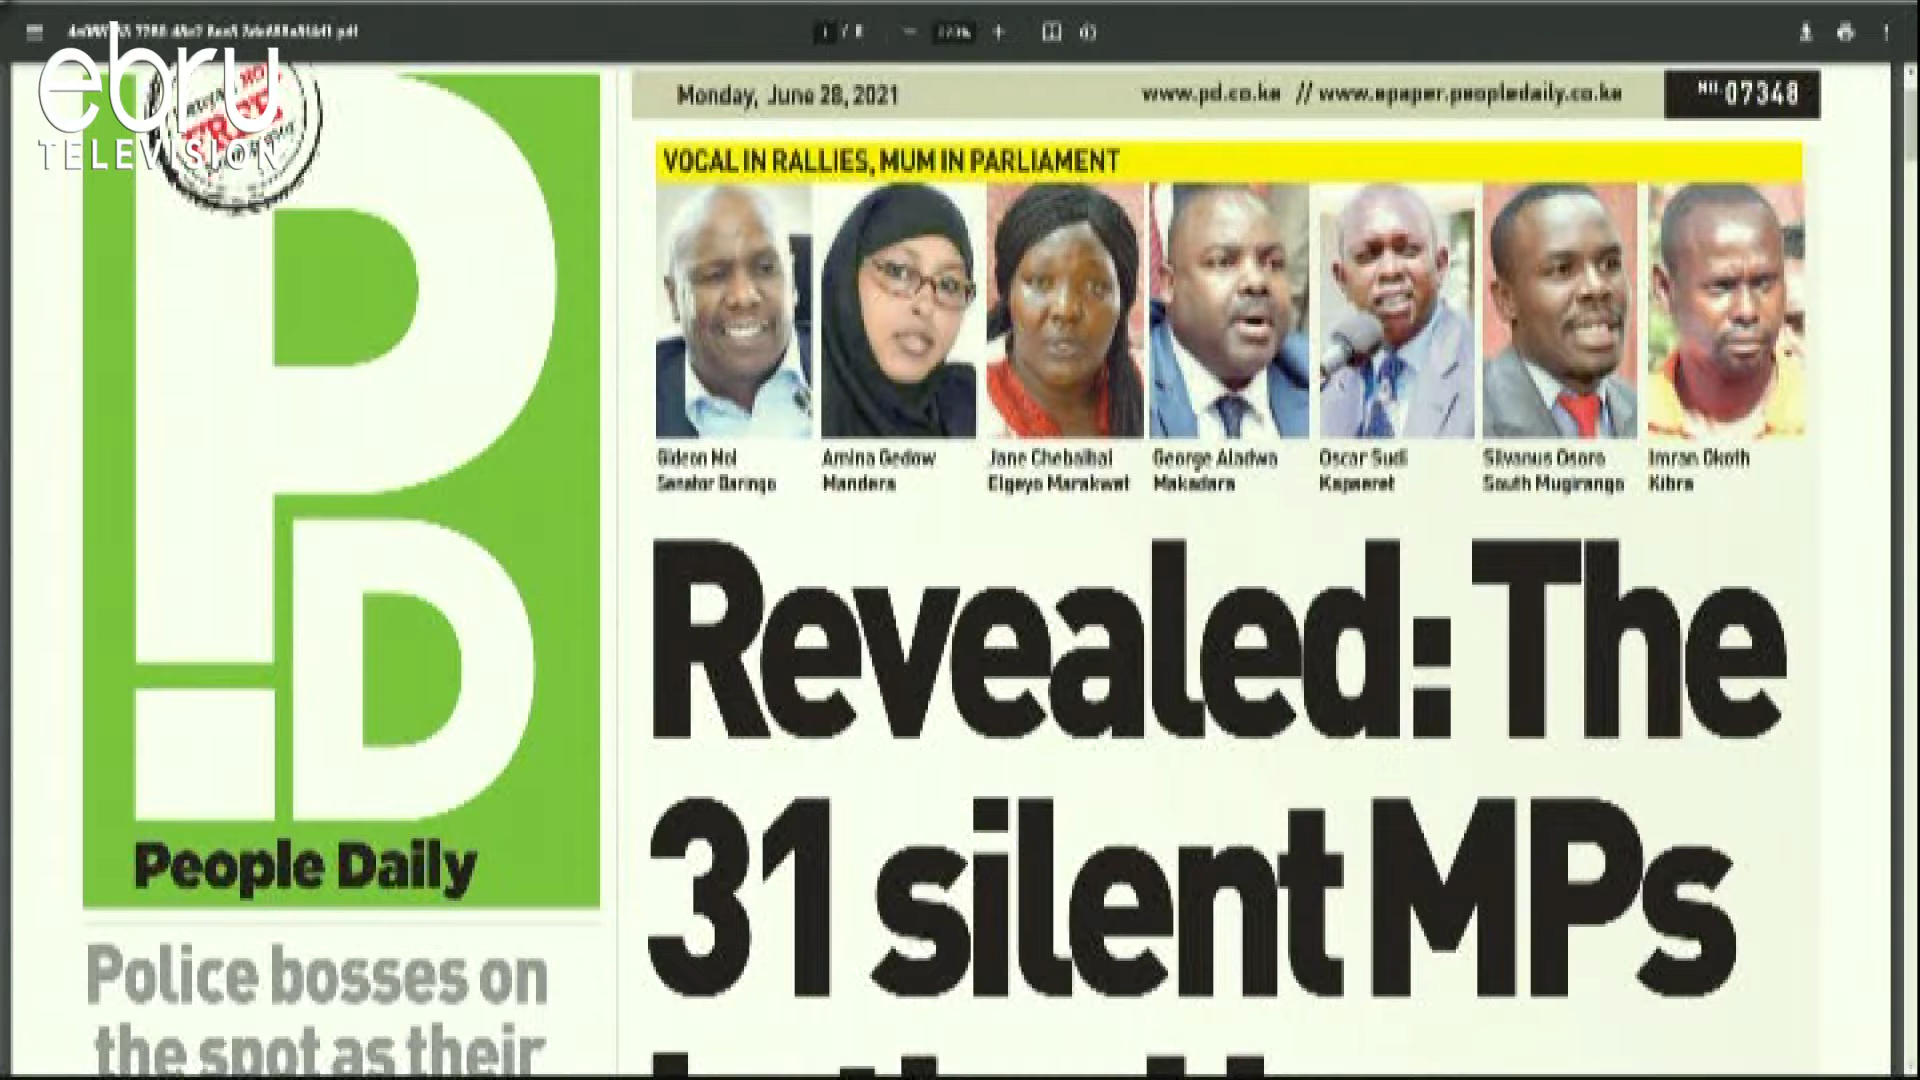 ebru
TELEVISION
FREE
1 / 8
Monday, June 28, 2021
www.pd.co.ke // www.epaper.peopledaily.co.ke
07348
VOCAL IN RALLIES, MUM IN PARLIAMENT
Gideon Moi
Senator Baringo
Amina Gedow
Mandera
Jane Chebaibai
Elgeyo Marakwet
George Aladwa
Makadara
Oscar Sudi
Kapseret
Silvanus Osoro
South Mugirango
Imran Okoth
Kibra
Revealed: The
31 silent MPs
People Daily
Police bosses on
the spot as their